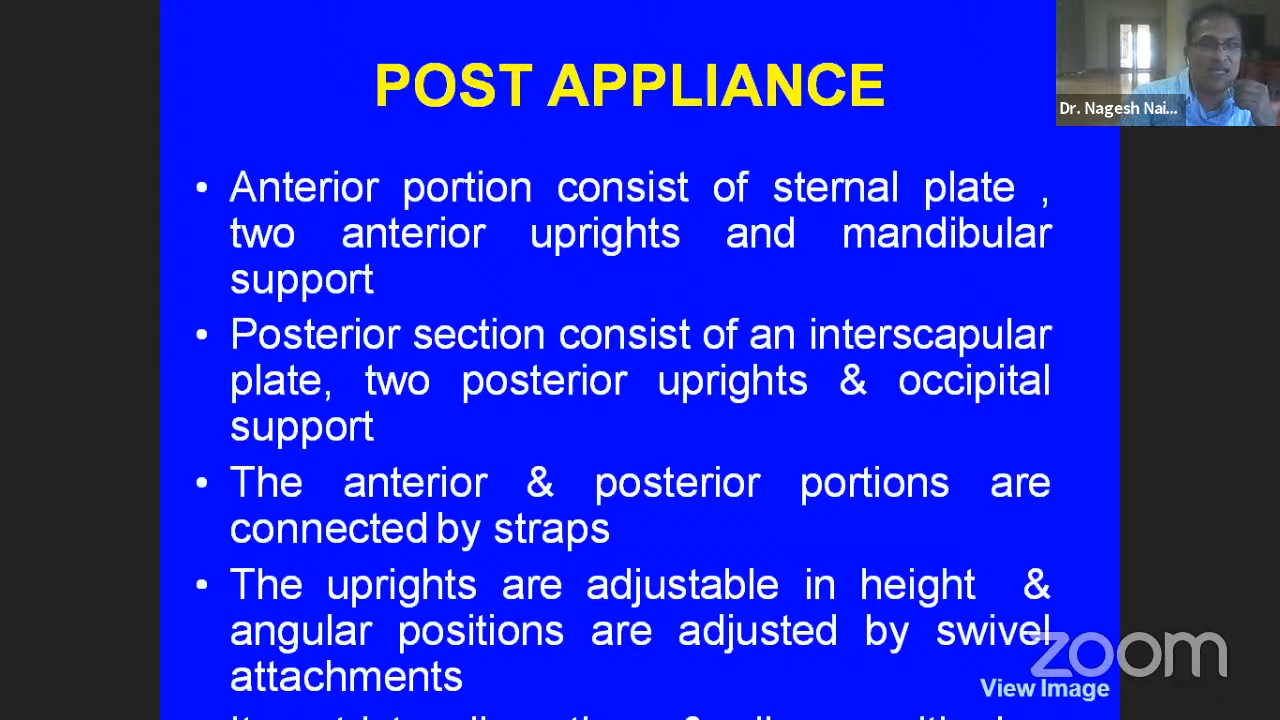 POST APPLIANCE
Dr. Nagesh Nai...
• Anterior portion consist of sternal plate ,
two anterior uprights and mandibular
support
• Posterior section consist of an interscapular
plate, two posterior uprights & occipital
support
• The anterior & posterior portions are
connected by straps
• The uprights are adjustable in height &
angular positions are adjusted by swivel
attachments
zoom
View Image